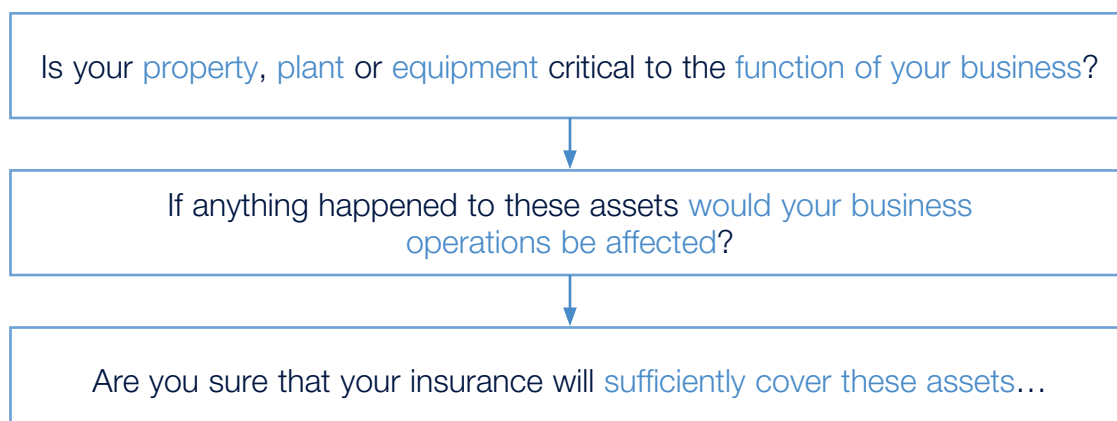 Is your property, plant or equipment critical to the function of your business?
If anything happened to these assets would your business
operations be affected?
Are you sure that your insurance will sufficiently cover these assets…